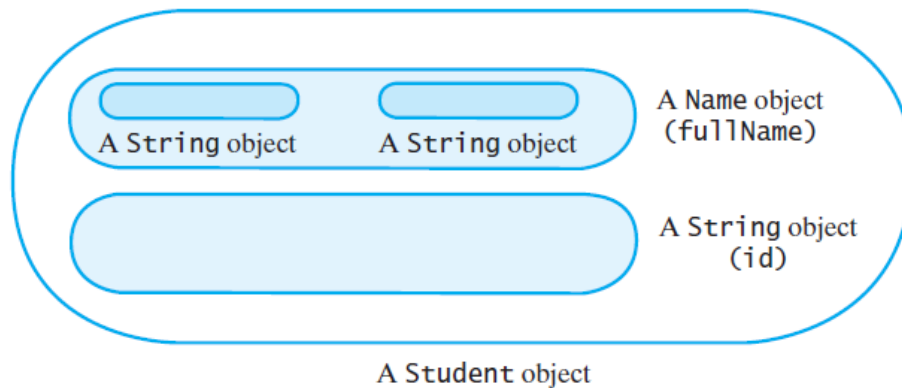 A String object
A String object
A Name object
(fullName)
A String object
(id)
A Student object